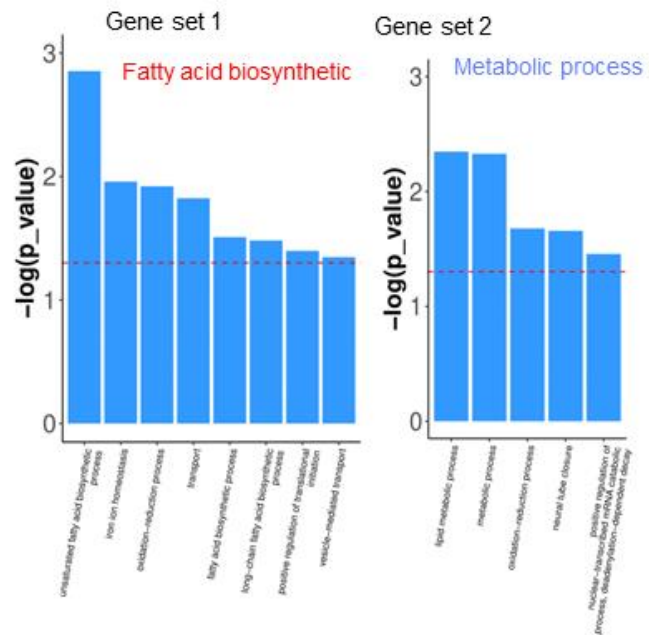 Gene set 1
Fatty acid biosynthetic
3
2
1
0
-log(p_value)
unsaturated fatty acid biosynthetic
process
iron ion homeostasis
oxidation-reduction process
transport
fatty acid biosynthetic process
long-chain fatty acid biosynthetic
process
positive regulation of translational
initiation
vesicle-mediated transport
Gene set 2
Metabolic process
3
2
1
0
-log(p_value)
lipid metabolic process
metabolic process
oxidation-reduction process
neural tube closure
positive regulation of
nuclear-transcribed mRNA catabolic
process, deadenylation-dependent decay